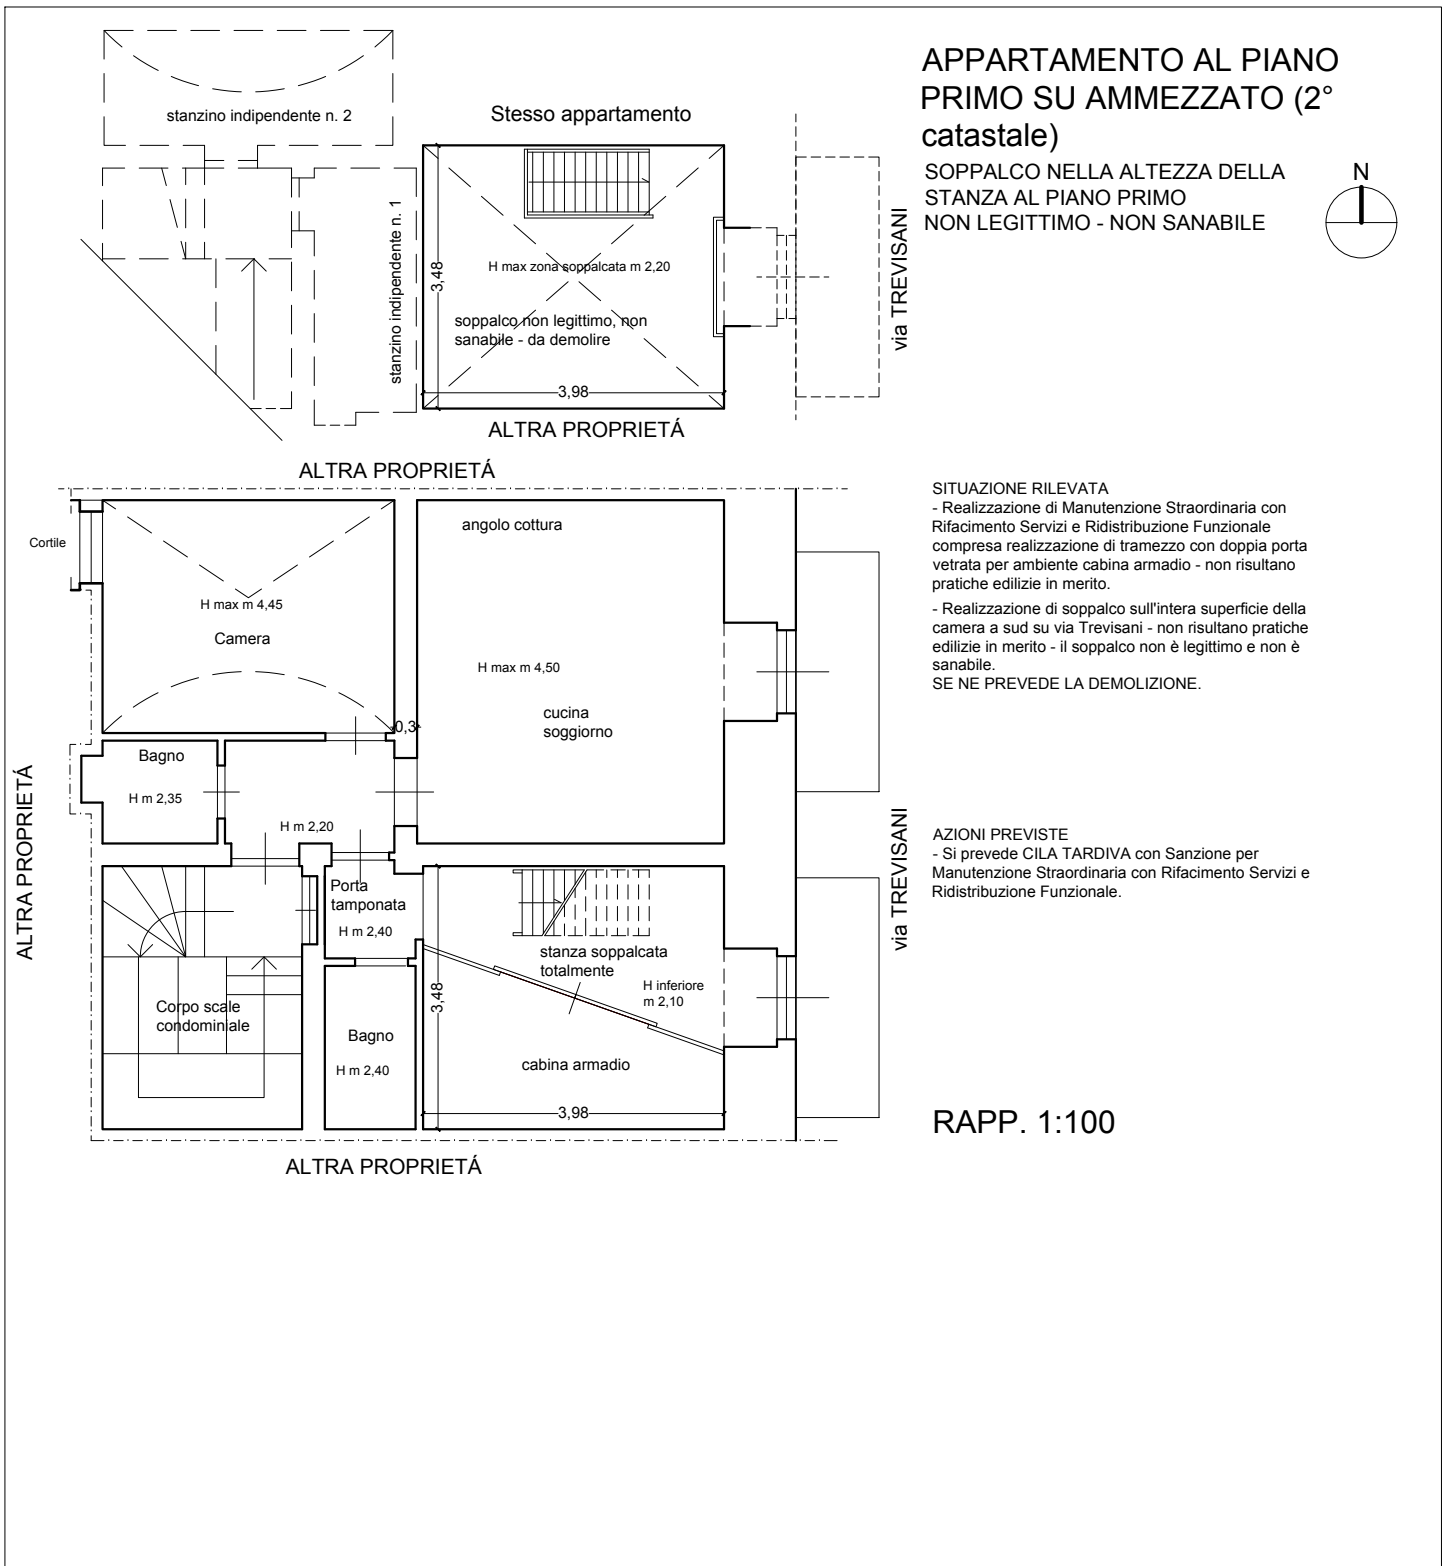 APPARTAMENTO AL PIANO
PRIMO SU AMMEZZATO (2°
catastale)
SOPPALCO NELLA ALTEZZA DELLA
STANZA AL PIANO PRIMO
NON LEGITTIMO - NON SANABILE
N
stanzino indipendente n. 2
Stesso appartamento
stanzino indipendente n. 1
3,48
H max zona soppalcata m 2,20
soppalco non legittimo, non
sanabile - da demolire
3,98
via TREVISANI
ALTRA PROPRIETÁ
ALTRA PROPRIETÁ
Cortile
angolo cottura
H max m 4,45
Camera
H max m 4,50
cucina
soggiorno
0,3
Bagno
H m 2,35
H m 2,20
ALTRA PROPRIETÁ
Porta
tamponata
H m 2,40
stanza soppalcata
totalmente
H inferiore
m 2,10
3,48
Corpo scale
condominiale
Bagno
H m 2,40
cabina armadio
3,98
via TREVISANI
ALTRA PROPRIETÁ
SITUAZIONE RILEVATA
- Realizzazione di Manutenzione Straordinaria con
Rifacimento Servizi e Ridistribuzione Funzionale
compresa realizzazione di tramezzo con doppia porta
vetrata per ambiente cabina armadio - non risultano
pratiche edilizie in merito.
- Realizzazione di soppalco sull'intera superficie della
camera a sud su via Trevisani - non risultano pratiche
edilizie in merito - il soppalco non è legittimo e non è
sanabile.
SE NE PREVEDE LA DEMOLIZIONE.
AZIONI PREVISTE
- Si prevede CILA TARDIVA con Sanzione per
Manutenzione Straordinaria con Rifacimento Servizi e
Ridistribuzione Funzionale.
RAPP. 1:100